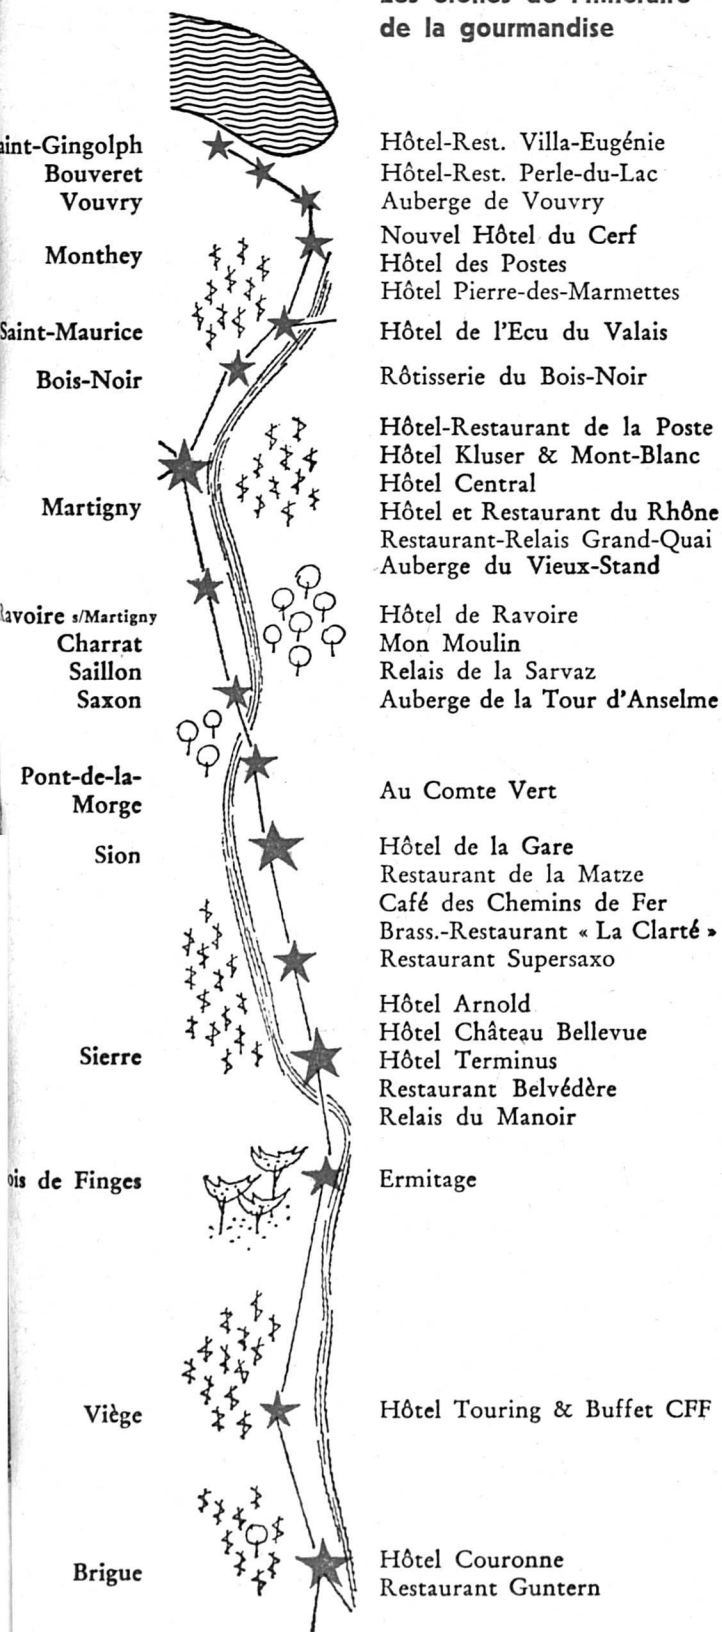 de la gourmandise
Saint-Gingolph
Hôtel-Rest. Villa-Eugénie
Bouveret
Hôtel-Rest. Perle-du-Lac
Vouvry
Auberge de Vouvry
Monthey
Nouvel Hôtel du Cerf
Hôtel des Postes
Hôtel Pierre-des-Marmettes
Saint-Maurice
Hôtel de l'Ecu du Valais
Bois-Noir
Rôtisserie du Bois-Noir
Martigny
Hôtel-Restaurant de la Poste
Hôtel Kluser & Mont-Blanc
Hôtel Central
Hôtel et Restaurant du Rhône
Restaurant-Relais Grand-Quai
Auberge du Vieux-Stand
Ravoire s/Martigny
Hôtel de Ravoire
Charrat
Mon Moulin
Saillon
Relais de la Sarvaz
Saxon
Auberge de la Tour d'Anselme
Pont-de-la-
Morge
Au Comte Vert
Sion
Hôtel de la Gare
Restaurant de la Matze
Café des Chemins de Fer
Brass.-Restaurant « La Clarté »
Restaurant Supersaxo
Sierre
Hôtel Arnold
Hôtel Château Bellevue
Hôtel Terminus
Restaurant Belvédère
Relais du Manoir
ois de Finges
Ermitage
Viège
Hôtel Touring & Buffet CFF
Brigue
Hôtel Couronne
Restaurant Guntern